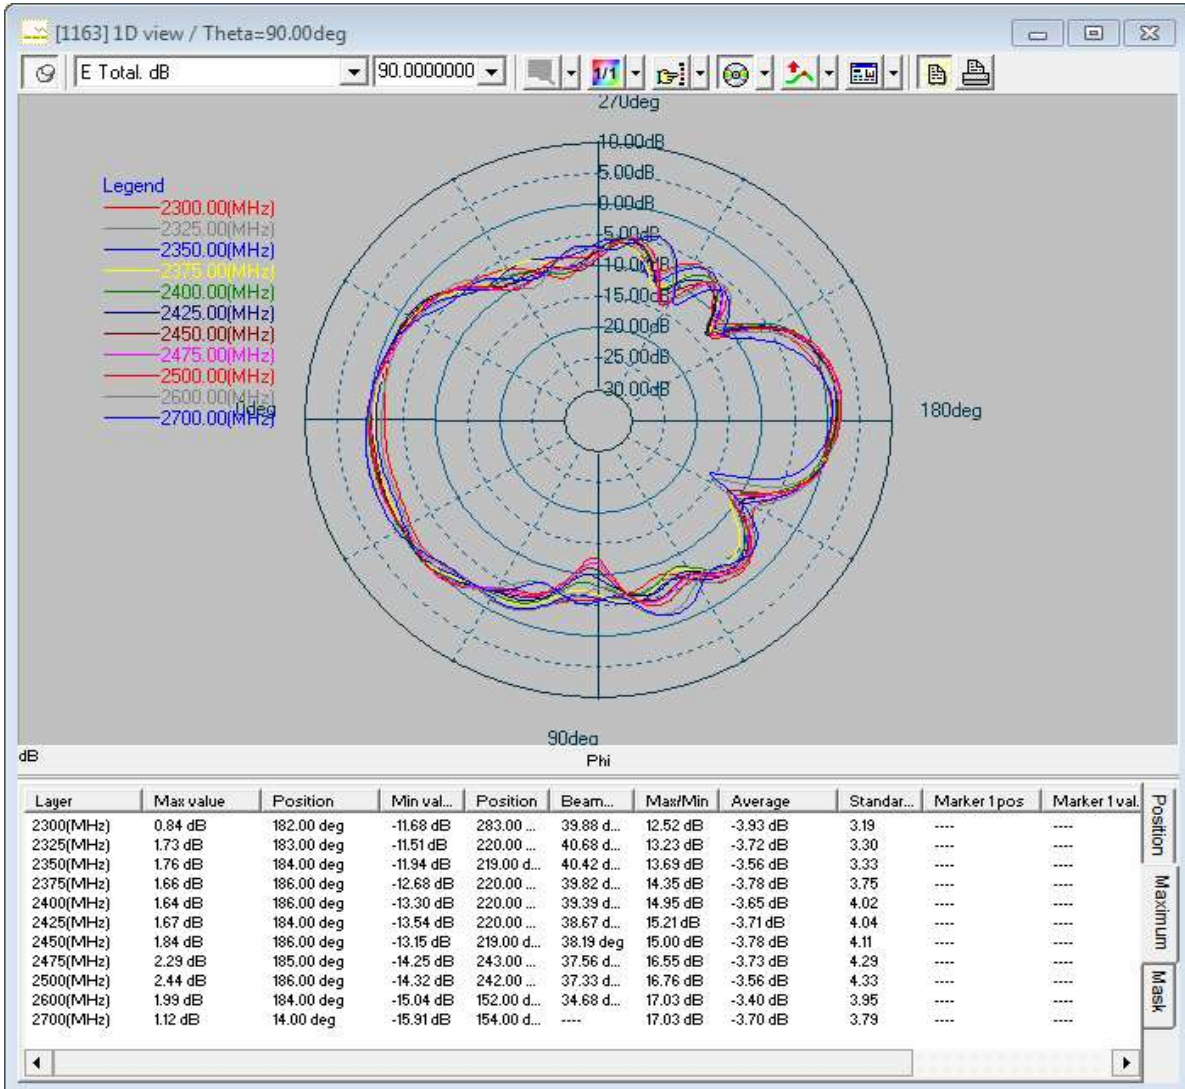 [1163] 1D view / Theta=90.00deg
E Total. dB 90.0000000 1/1
270deg
10.00dB
5.00dB
0.00dB
-5.00dB
-10.00dB
-15.00dB
-20.00dB
-25.00dB
-30.00dB
Legend
2300.00(MHz)
2325.00(MHz)
2350.00(MHz)
2375.00(MHz)
2400.00(MHz)
2425.00(MHz)
2450.00(MHz)
2475.00(MHz)
2500.00(MHz)
2600.00(MHz)
2700.00(MHz)
0deg
180deg
90deg
dB
Phi
Layer Max value Position Min val... Position Beam... Max/Min Average Standar... Marker 1 pos Marker 1 val.
2300(MHz) 0.84 dB 182.00 deg -11.68 dB 283.00 ... 39.88 d... 12.52 dB -3.93 dB 3.19 ---- ----
2325(MHz) 1.73 dB 183.00 deg -11.51 dB 220.00 ... 40.68 d... 13.23 dB -3.72 dB 3.30 ---- ----
2350(MHz) 1.76 dB 184.00 deg -11.94 dB 219.00 d... 40.42 d... 13.69 dB -3.56 dB 3.33 ---- ----
2375(MHz) 1.66 dB 186.00 deg -12.68 dB 220.00 ... 39.82 d... 14.35 dB -3.78 dB 3.75 ---- ----
2400(MHz) 1.64 dB 186.00 deg -13.30 dB 220.00 ... 39.39 d... 14.95 dB -3.65 dB 4.02 ---- ----
2425(MHz) 1.67 dB 184.00 deg -13.54 dB 220.00 ... 38.67 d... 15.21 dB -3.71 dB 4.04 ---- ----
2450(MHz) 1.84 dB 186.00 deg -13.15 dB 219.00 d... 38.19 deg 15.00 dB -3.78 dB 4.11 ---- ----
2475(MHz) 2.29 dB 185.00 deg -14.25 dB 243.00 ... 37.56 d... 16.55 dB -3.73 dB 4.29 ---- ----
2500(MHz) 2.44 dB 186.00 deg -14.32 dB 242.00 ... 37.33 d... 16.76 dB -3.56 dB 4.33 ---- ----
2600(MHz) 1.99 dB 184.00 deg -15.04 dB 152.00 d... 34.68 d... 17.03 dB -3.40 dB 3.95 ---- ----
2700(MHz) 1.12 dB 14.00 deg -15.91 dB 154.00 d... ---- 17.03 dB -3.70 dB 3.79 ---- ----
Position
Maximum
Mask